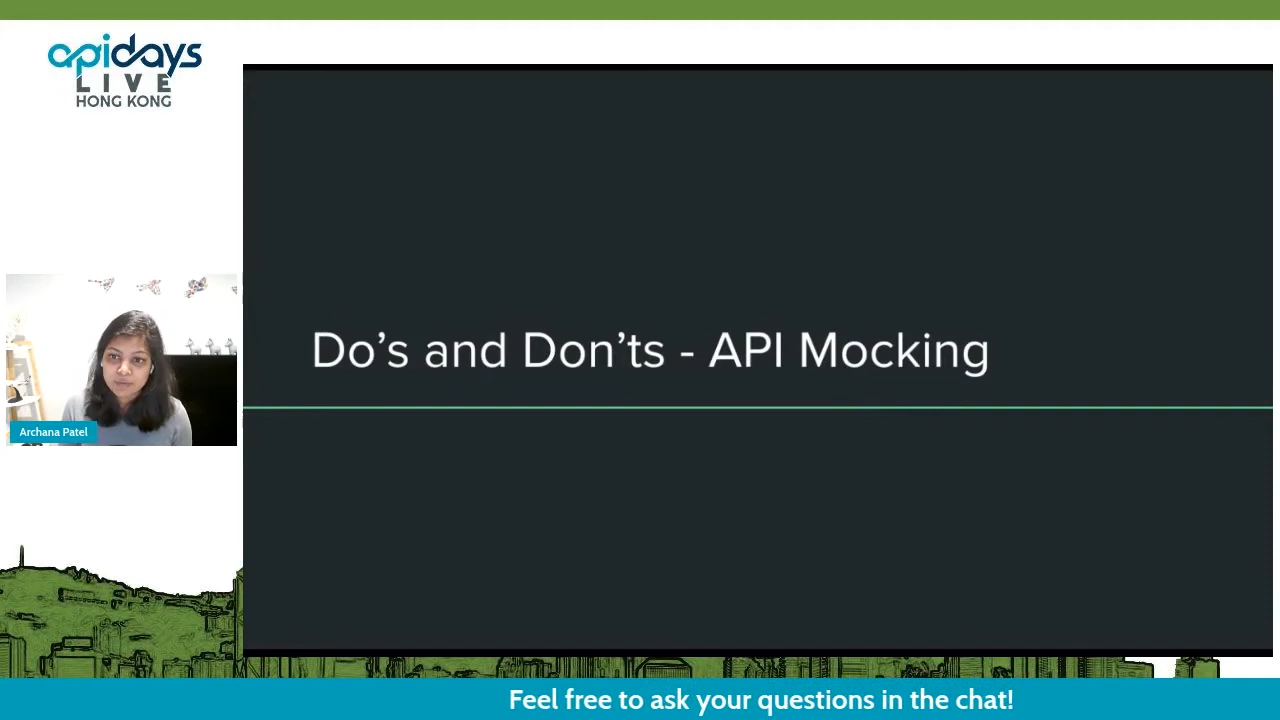 apidays
LIVE
HONG KONG
Do’s and Don’ts - API Mocking
Archana Patel
Feel free to ask your questions in the chat!